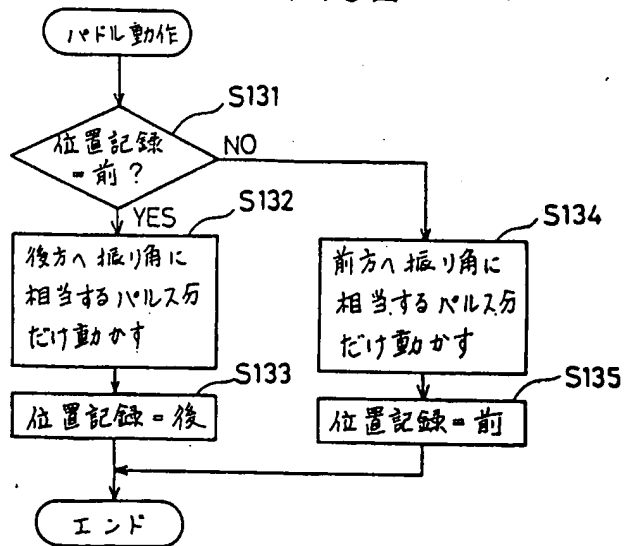 パドル動作
S131
位置記録
=前?
NO
YES
S132
後方へ振り角に
相当するパルス分
だけ動かす
S134
前方へ振り角に
相当するパルス分
だけ動かす
S133
位置記録=後
S135
位置記録=前
エンド